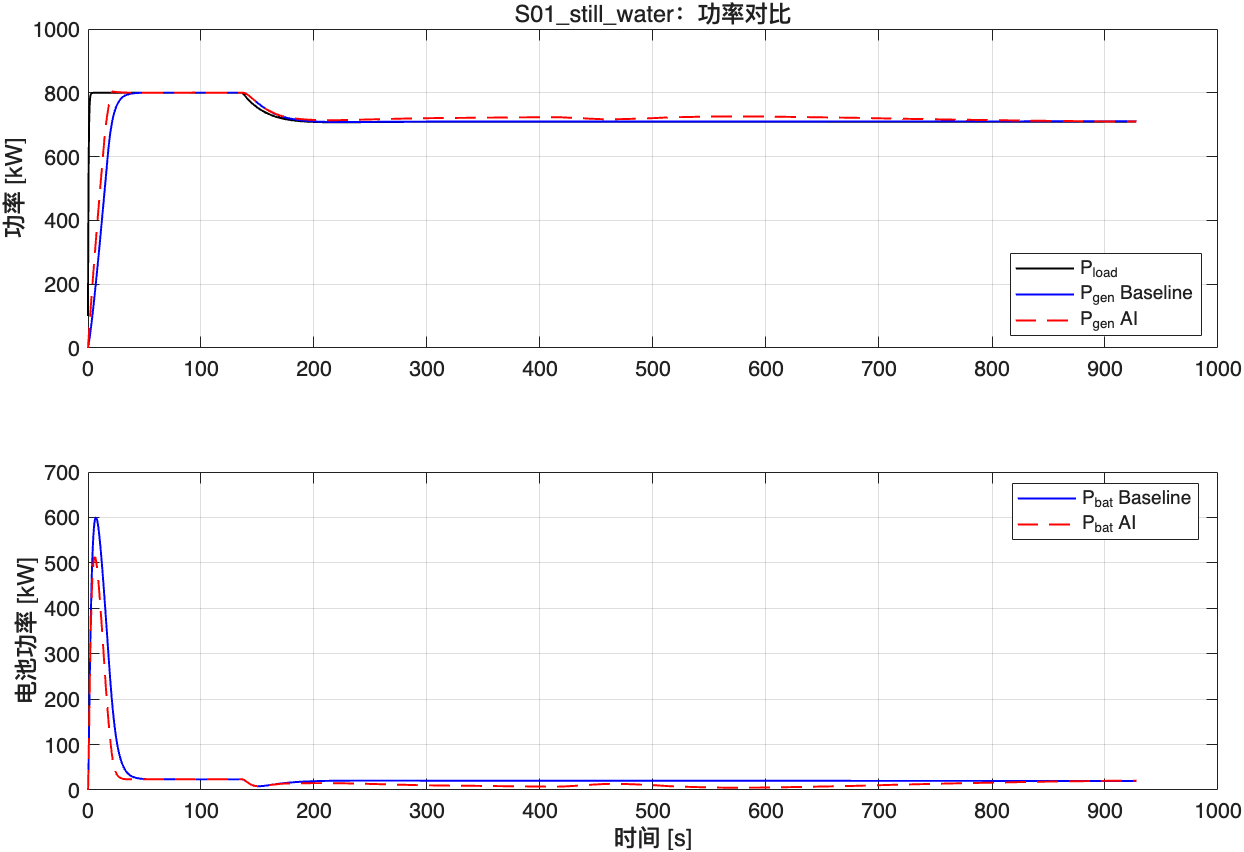 S01_still_water：功率对比
功率 [kW]
1000
800
600
400
200
0
0 100 200 300 400 500 600 700 800 900 1000
Pload
Pgen Baseline
Pgen AI
电池功率 [kW]
700
600
500
400
300
200
100
0
0 100 200 300 400 500 600 700 800 900 1000
Pbat Baseline
Pbat AI
时间 [s]